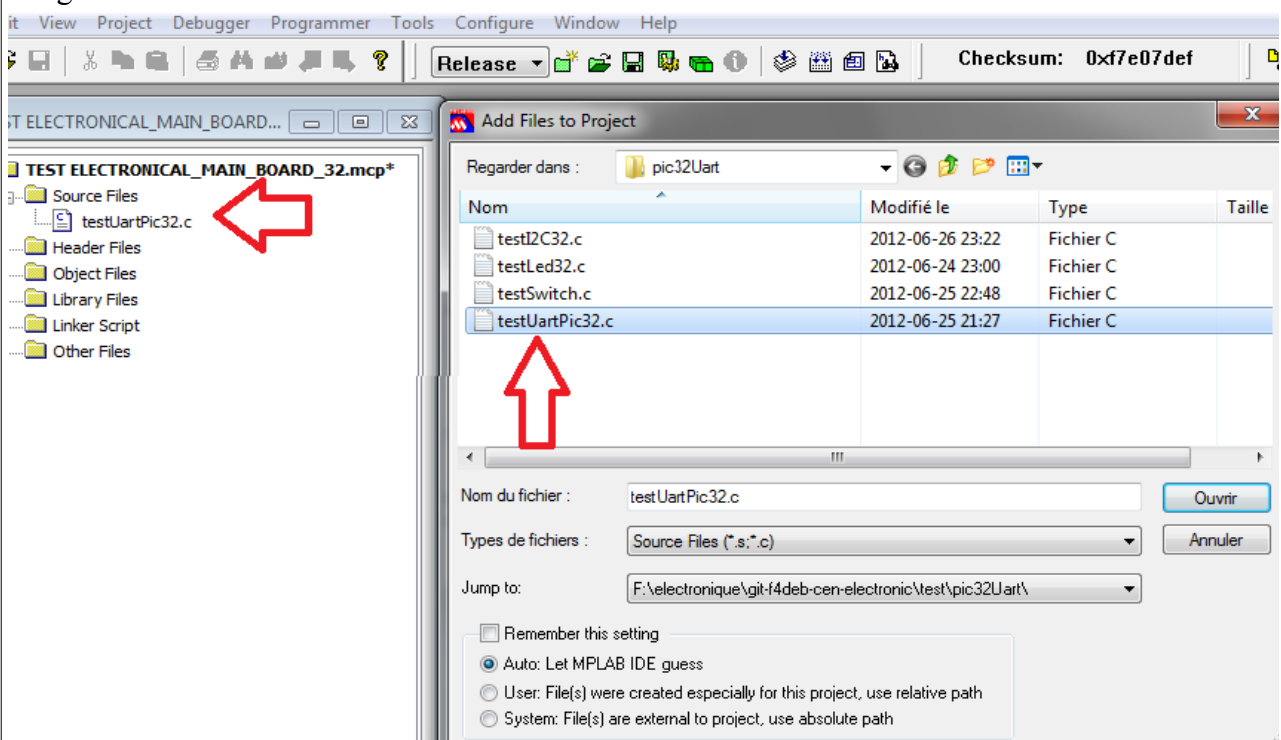 it View Project Debugger Programmer Tools Configure Window Help
Release Checksum: 0xf7e07def
ST ELECTRONICAL_MAIN_BOARD...
TEST ELECTRONICAL_MAIN_BOARD_32.mcp*
Source Files
testUartPic32.c
Header Files
Object Files
Library Files
Linker Script
Other Files
Add Files to Project
Regarder dans : pic32Uart
Nom Modifié le Type Taille
testI2C32.c 2012-06-26 23:22 Fichier C
testLed32.c 2012-06-24 23:00 Fichier C
testSwitch.c 2012-06-25 22:48 Fichier C
testUartPic32.c 2012-06-25 21:27 Fichier C
Nom du fichier : testUartPic32.c Ouvrir
Types de fichiers : Source Files (*.s;*.c) Annuler
Jump to: F:\electronique\git-f4deb-cen-electronic\test\pic32Uart\
Remember this setting
Auto: Let MPLAB IDE guess
User: File(s) were created especially for this project, use relative path
System: File(s) are external to project, use absolute path